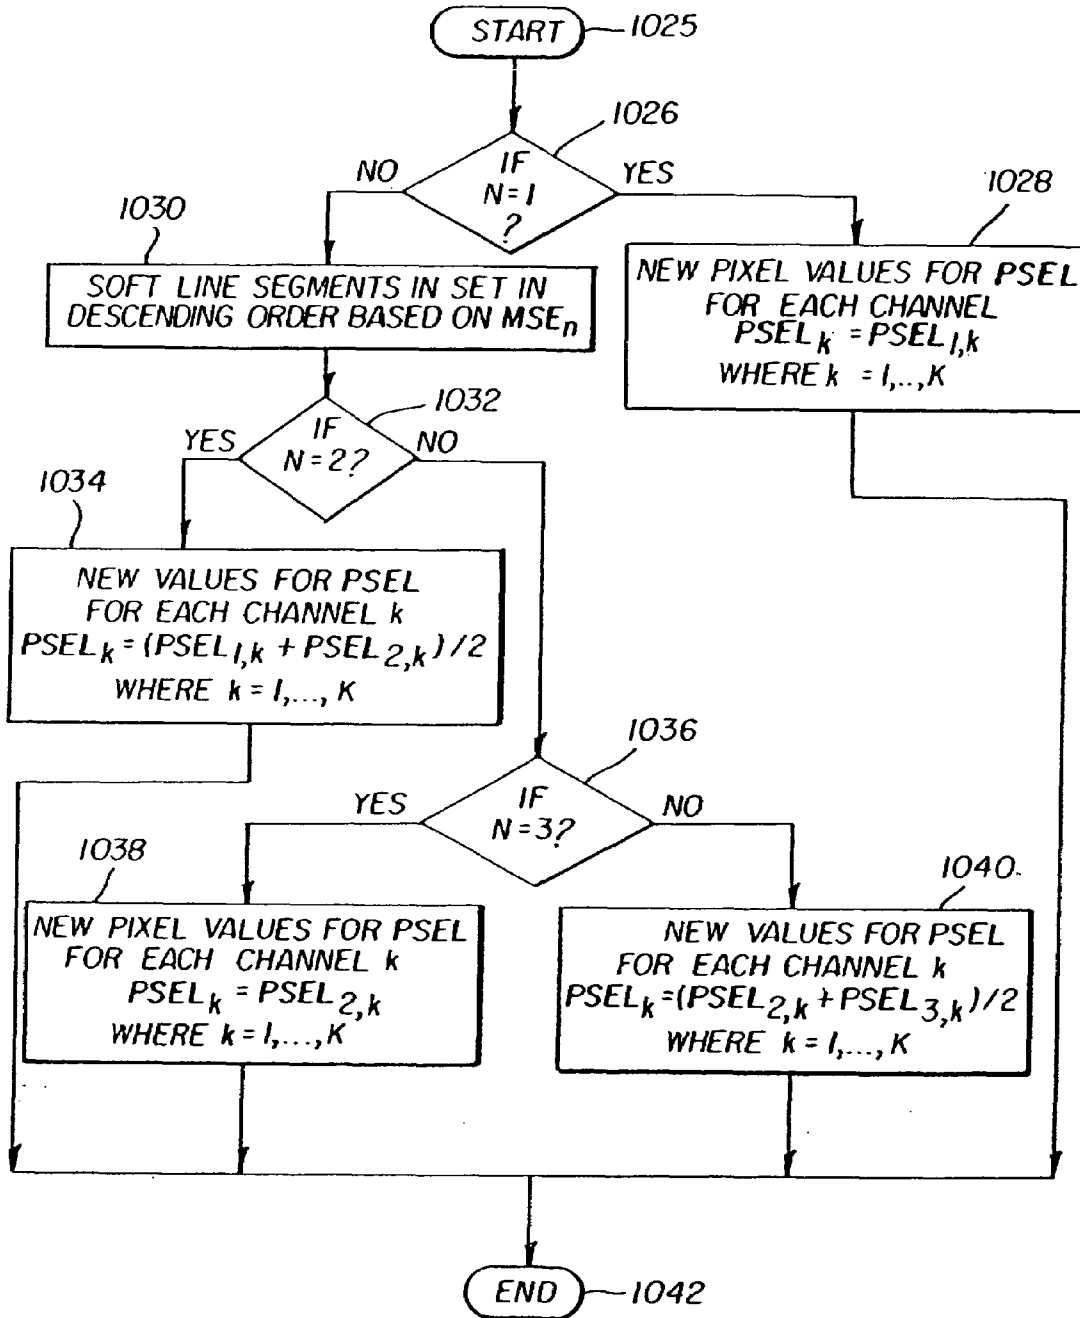 START
1025
1026
IF
N=1
?
NO
YES
1028
1030
NEW PIXEL VALUES FOR PSEL
FOR EACH CHANNEL
PSELk = PSEL1,k
WHERE k = 1,..,K
SOFT LINE SEGMENTS IN SET IN
DESCENDING ORDER BASED ON MSEn
1032
IF
N=2?
YES
NO
1034
NEW VALUES FOR PSEL
FOR EACH CHANNEL k
PSELk=(PSEL1,k + PSEL2,k)/2
WHERE k = 1,..., K
1036
IF
N=3?
YES
NO
1038
1040
NEW PIXEL VALUES FOR PSEL
FOR EACH CHANNEL k
PSELk = PSEL2,k
WHERE k = 1,...,K
NEW VALUES FOR PSEL
FOR EACH CHANNEL k
PSELk=(PSEL2,k+PSEL3,k)/2
WHERE k = 1,..., K
END
1042